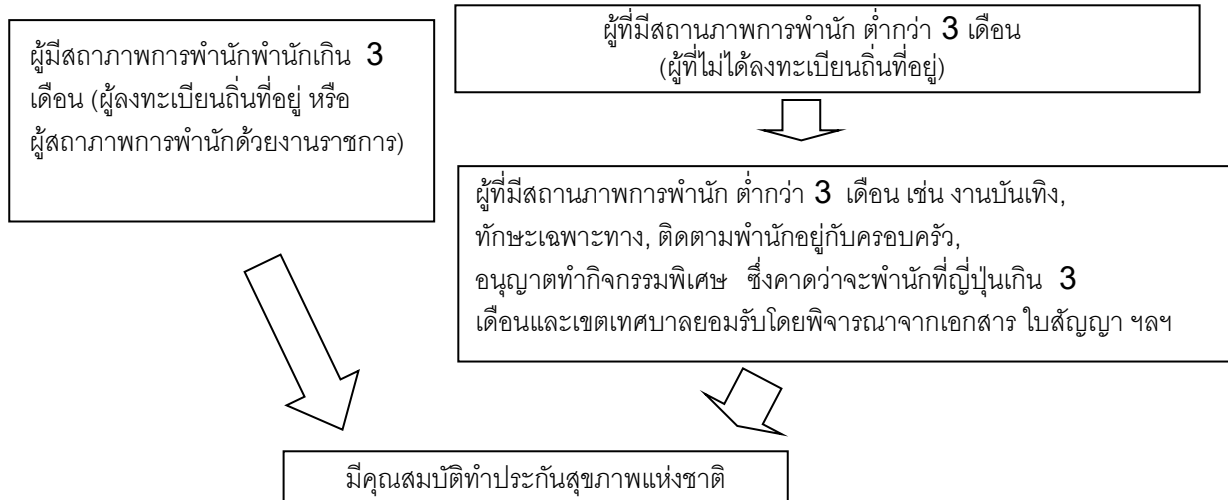 ผู้มีสถาภาพการพำนักพำนักเกิน 3
เดือน (ผู้ลงทะเบียนถิ่นที่อยู่ หรือ
ผู้สถาภาพการพำนักด้วยงานราชการ)
ผู้ที่มีสถานภาพการพำนัก ต่ำกว่า 3 เดือน
(ผู้ที่ไม่ได้ลงทะเบียนถิ่นที่อยู่)
ผู้ที่มีสถานภาพการพำนัก ต่ำกว่า 3 เดือน เช่น งานบันเทิง,
ทักษะเฉพาะทาง, ติดตามพำนักอยู่กับครอบครัว,
อนุญาตทำกิจกรรมพิเศษ ซึ่งคาดว่าจะพำนักที่ญี่ปุ่นเกิน 3
เดือนและเขตเทศบาลยอมรับโดยพิจารณาจากเอกสาร ใบสัญญา ฯลฯ
มีคุณสมบัติทำประกันสุขภาพแห่งชาติ